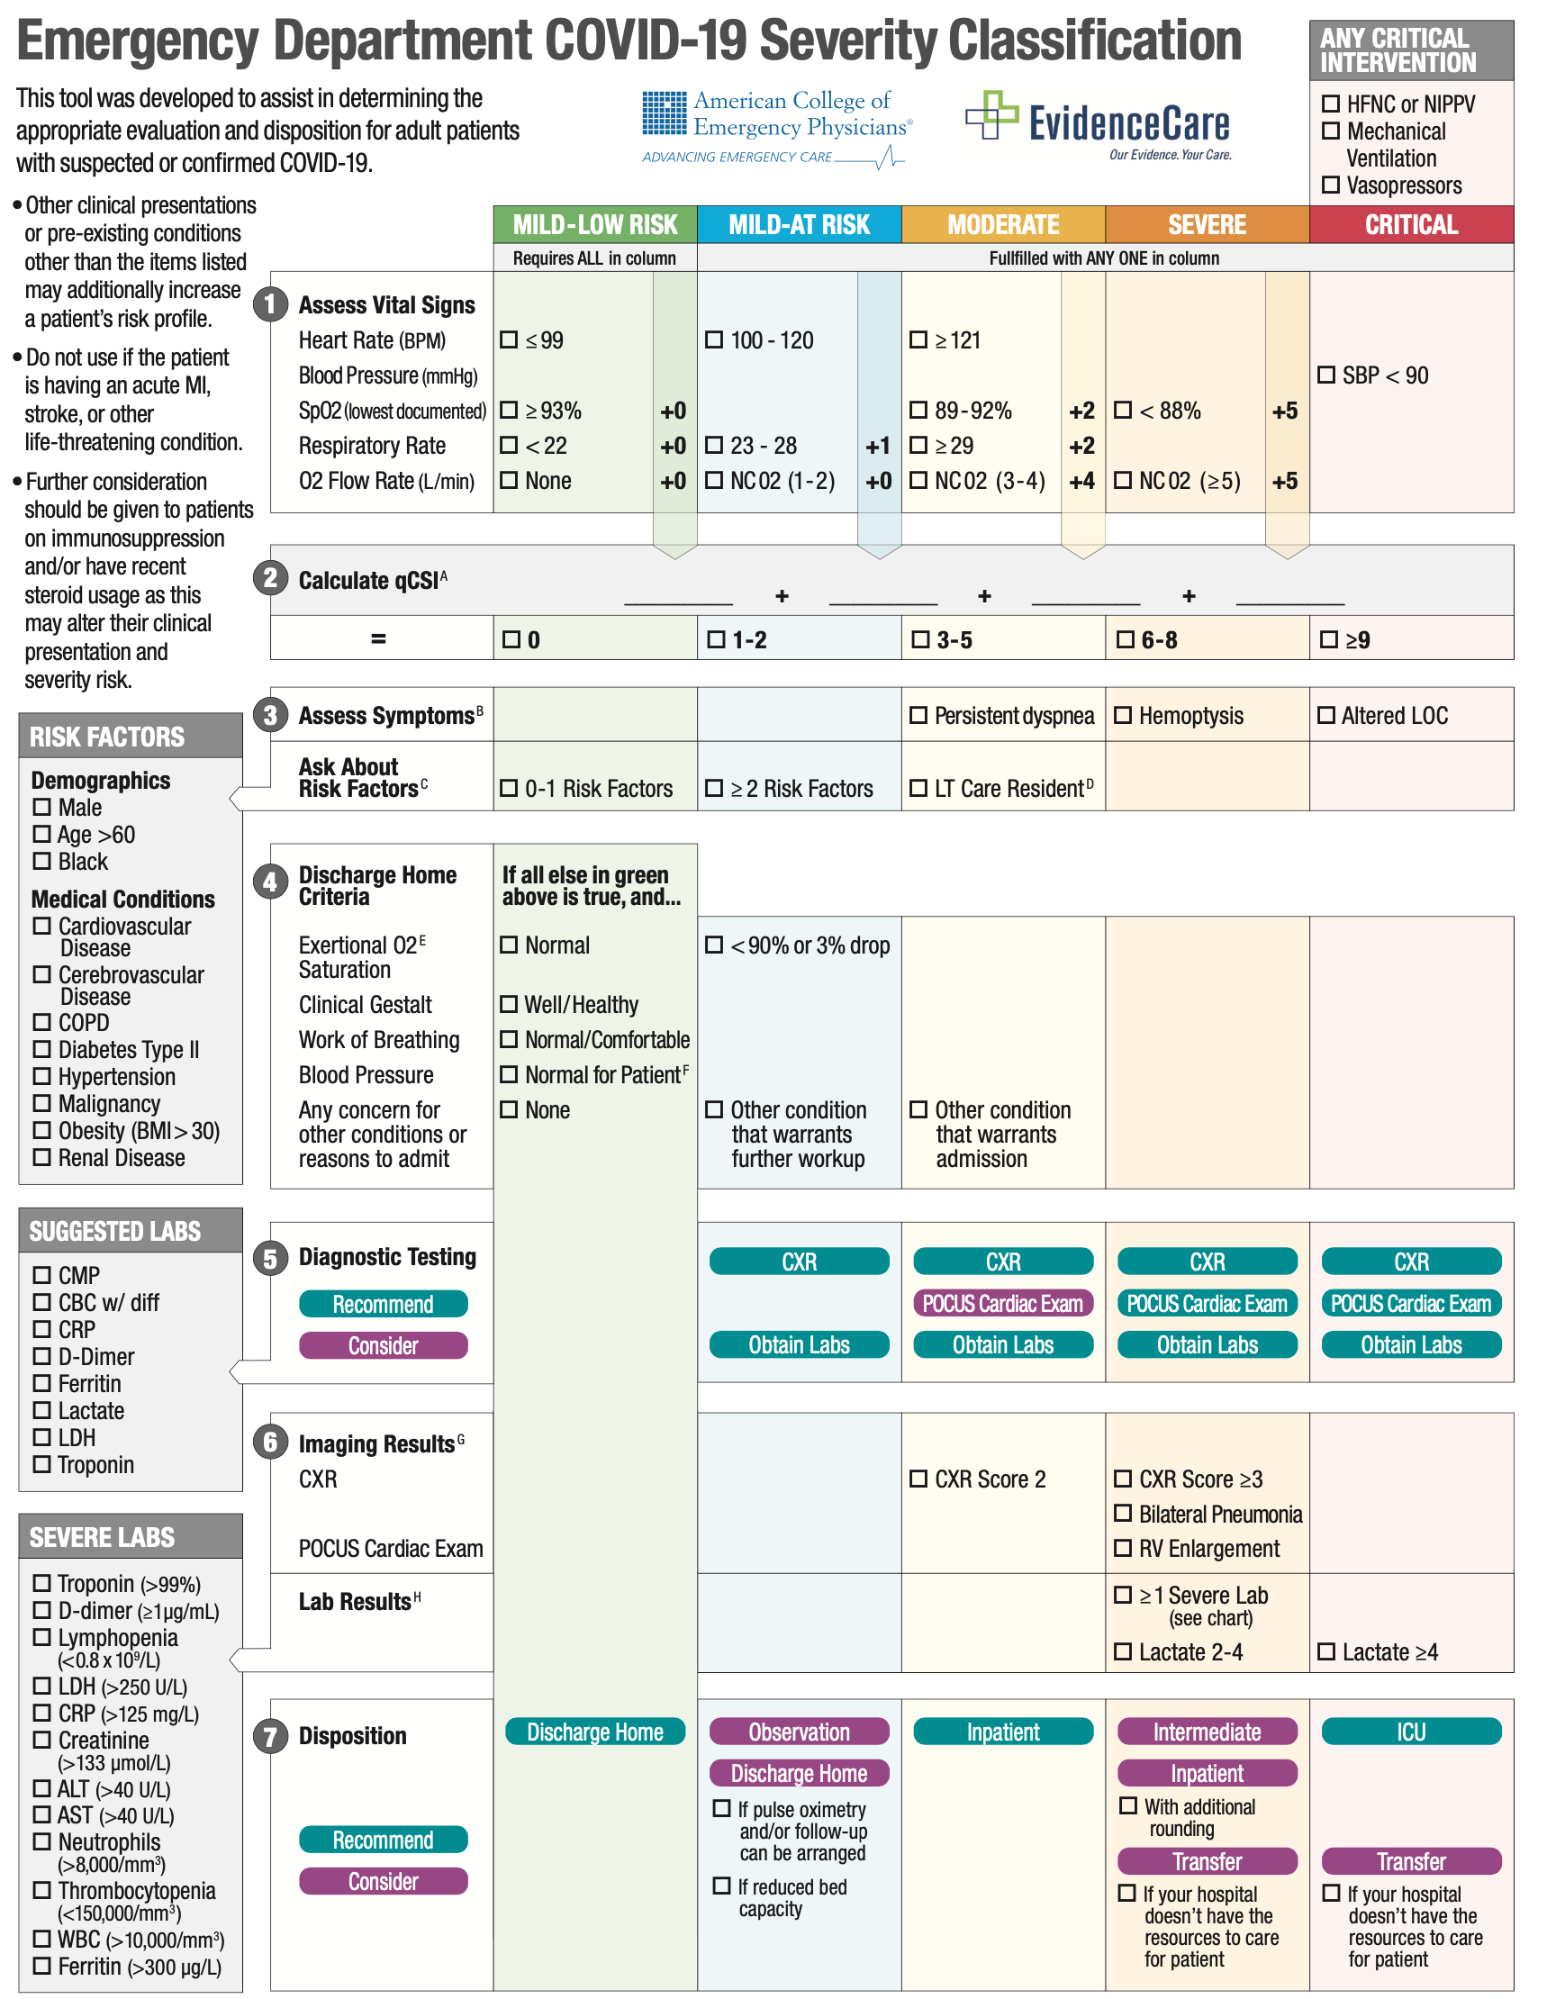 Emergency Department COVID-19 Severity Classification
This tool was developed to assist in determining the
appropriate evaluation and disposition for adult patients
with suspected or confirmed COVID-19.
American College of
Emergency Physicians®
ADVANCING EMERGENCY CARE
EvidenceCare
Our Evidence. Your Care.
ANY CRITICAL
INTERVENTION
HFNC or NIPPV
Mechanical
Ventilation
Vasopressors
• Other clinical presentations
or pre-existing conditions
other than the items listed
may additionally increase
a patient's risk profile.
• Do not use if the patient
is having an acute MI,
stroke, or other
life-threatening condition.
• Further consideration
should be given to patients
on immunosuppression
and/or have recent
steroid usage as this
may alter their clinical
presentation and
severity risk.
MILD-LOW RISK MILD-AT RISK MODERATE SEVERE CRITICAL
Requires ALL in column Fullfilled with ANY ONE in column
1 Assess Vital Signs
Heart Rate (BPM) ≤ 99 100 - 120 ≥ 121
Blood Pressure (mmHg) SBP < 90
SpO2 (lowest documented) ≥ 93% +0 89-92% +2 < 88% +5
Respiratory Rate < 22 +0 23 - 28 +1 ≥ 29 +2
O2 Flow Rate (L/min) None +0 NC 02 (1-2) +0 NC 02 (3-4) +4 NC 02 (≥5) +5
2 Calculate qCSI A
+ + +
= 0 1-2 3-5 6-8 ≥9
3 Assess Symptoms B Persistent dyspnea Hemoptysis Altered LOC
Ask About
Risk Factors C 0-1 Risk Factors ≥ 2 Risk Factors LT Care Resident D
RISK FACTORS
Demographics
Male
Age >60
Black
Medical Conditions
Cardiovascular
Disease
Cerebrovascular
Disease
COPD
Diabetes Type II
Hypertension
Malignancy
Obesity (BMI > 30)
Renal Disease
4 Discharge Home
Criteria
If all else in green
above is true, and...
Exertional O2 E
Saturation
Normal < 90% or 3% drop
Clinical Gestalt Well/Healthy
Work of Breathing Normal/Comfortable
Blood Pressure Normal for Patient F
Any concern for
other conditions or
reasons to admit
None
Other condition
that warrants
further workup
Other condition
that warrants
admission
SUGGESTED LABS
CMP
CBC w/ diff
CRP
D-Dimer
Ferritin
Lactate
LDH
Troponin
5 Diagnostic Testing
Recommend
Consider
CXR
Obtain Labs
CXR
POCUS Cardiac Exam
Obtain Labs
CXR
POCUS Cardiac Exam
Obtain Labs
CXR
POCUS Cardiac Exam
Obtain Labs
6 Imaging Results G
CXR CXR Score 2 CXR Score ≥3
Bilateral Pneumonia
POCUS Cardiac Exam RV Enlargement
Lab Results H ≥ 1 Severe Lab
(see chart)
Lactate 2-4 Lactate ≥4
SEVERE LABS
Troponin (>99%)
D-dimer (≥1µg/mL)
Lymphopenia
(<0.8 x 10⁹/L)
LDH (>250 U/L)
CRP (>125 mg/L)
Creatinine
(>133 µmol/L)
ALT (>40 U/L)
AST (>40 U/L)
Neutrophils
(>8,000/mm³)
Thrombocytopenia
(<150,000/mm³)
WBC (>10,000/mm³)
Ferritin (>300 µg/L)
7 Disposition
Recommend
Consider
Discharge Home
Observation
Discharge Home
If pulse oximetry
and/or follow-up
can be arranged
If reduced bed
capacity
Inpatient
Intermediate
Inpatient
With additional
rounding
Transfer
If your hospital
doesn't have the
resources to care
for patient
ICU
Transfer
If your hospital
doesn't have the
resources to care
for patient